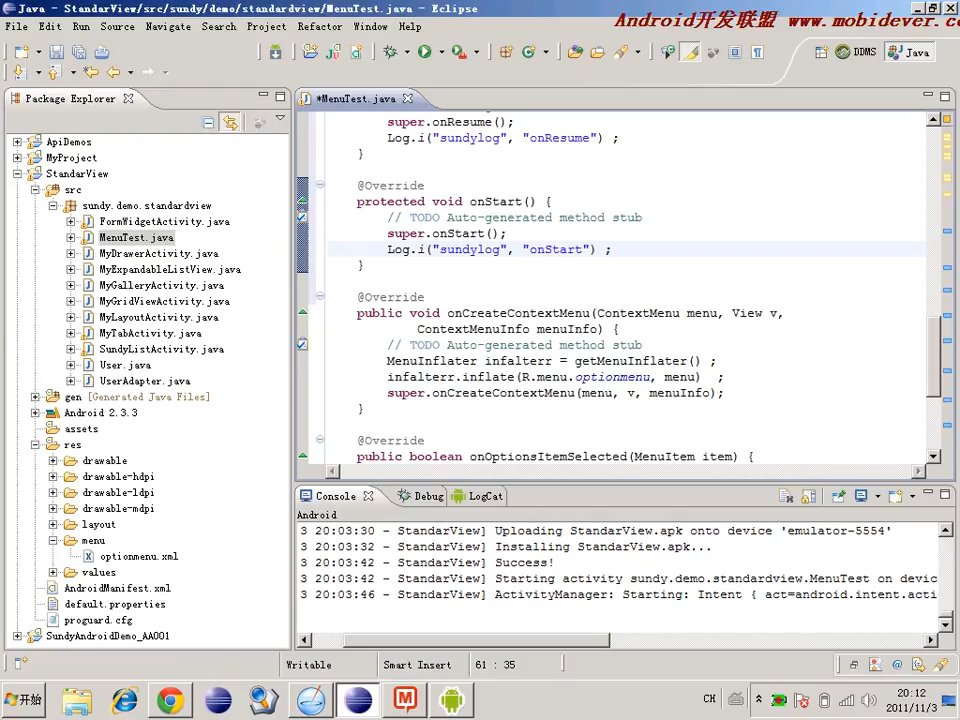 Java - StandarView/src/sundy/demo/standardview/MenuTest.java - Eclipse
Android开发联盟 www.mobidever.com
File Edit Run Source Navigate Search Project Refactor Window Help
DDMS Java
Package Explorer
*MenuTest.java
ApiDemos
MyProject
StandarView
src
sundy.demo.standardview
FormWidgetActivity.java
MenuTest.java
MyDrawerActivity.java
MyExpandableListView.java
MyGalleryActivity.java
MyGridViewActivity.java
MyLayoutActivity.java
MyTabActivity.java
SundyListActivity.java
User.java
UserAdapter.java
gen [Generated Java Files]
Android 2.3.3
assets
res
drawable
drawable-hdpi
drawable-ldpi
drawable-mdpi
layout
menu
optionmenu.xml
values
AndroidManifest.xml
default.properties
proguard.cfg
SundyAndroidDemo_AA001
super.onResume();
Log.i("sundylog", "onResume") ;
}
@Override
protected void onStart() {
// TODO Auto-generated method stub
super.onStart();
Log.i("sundylog", "onStart") ;
}
@Override
public void onCreateContextMenu(ContextMenu menu, View v,
ContextMenuInfo menuInfo) {
// TODO Auto-generated method stub
MenuInflater infalterr = getMenuInflater() ;
infalterr.inflate(R.menu.optionmenu, menu) ;
super.onCreateContextMenu(menu, v, menuInfo);
}
@Override
public boolean onOptionsItemSelected(MenuItem item) {
Console Debug LogCat
Android
3 20:03:30 - StandarView] Uploading StandarView.apk onto device 'emulator-5554'
3 20:03:32 - StandarView] Installing StandarView.apk...
3 20:03:42 - StandarView] Success!
3 20:03:42 - StandarView] Starting activity sundy.demo.standardview.MenuTest on devic
3 20:03:46 - StandarView] ActivityManager: Starting: Intent { act=android.intent.acti
Writable Smart Insert 61 : 35
开始
CH
20:12
2011/11/3